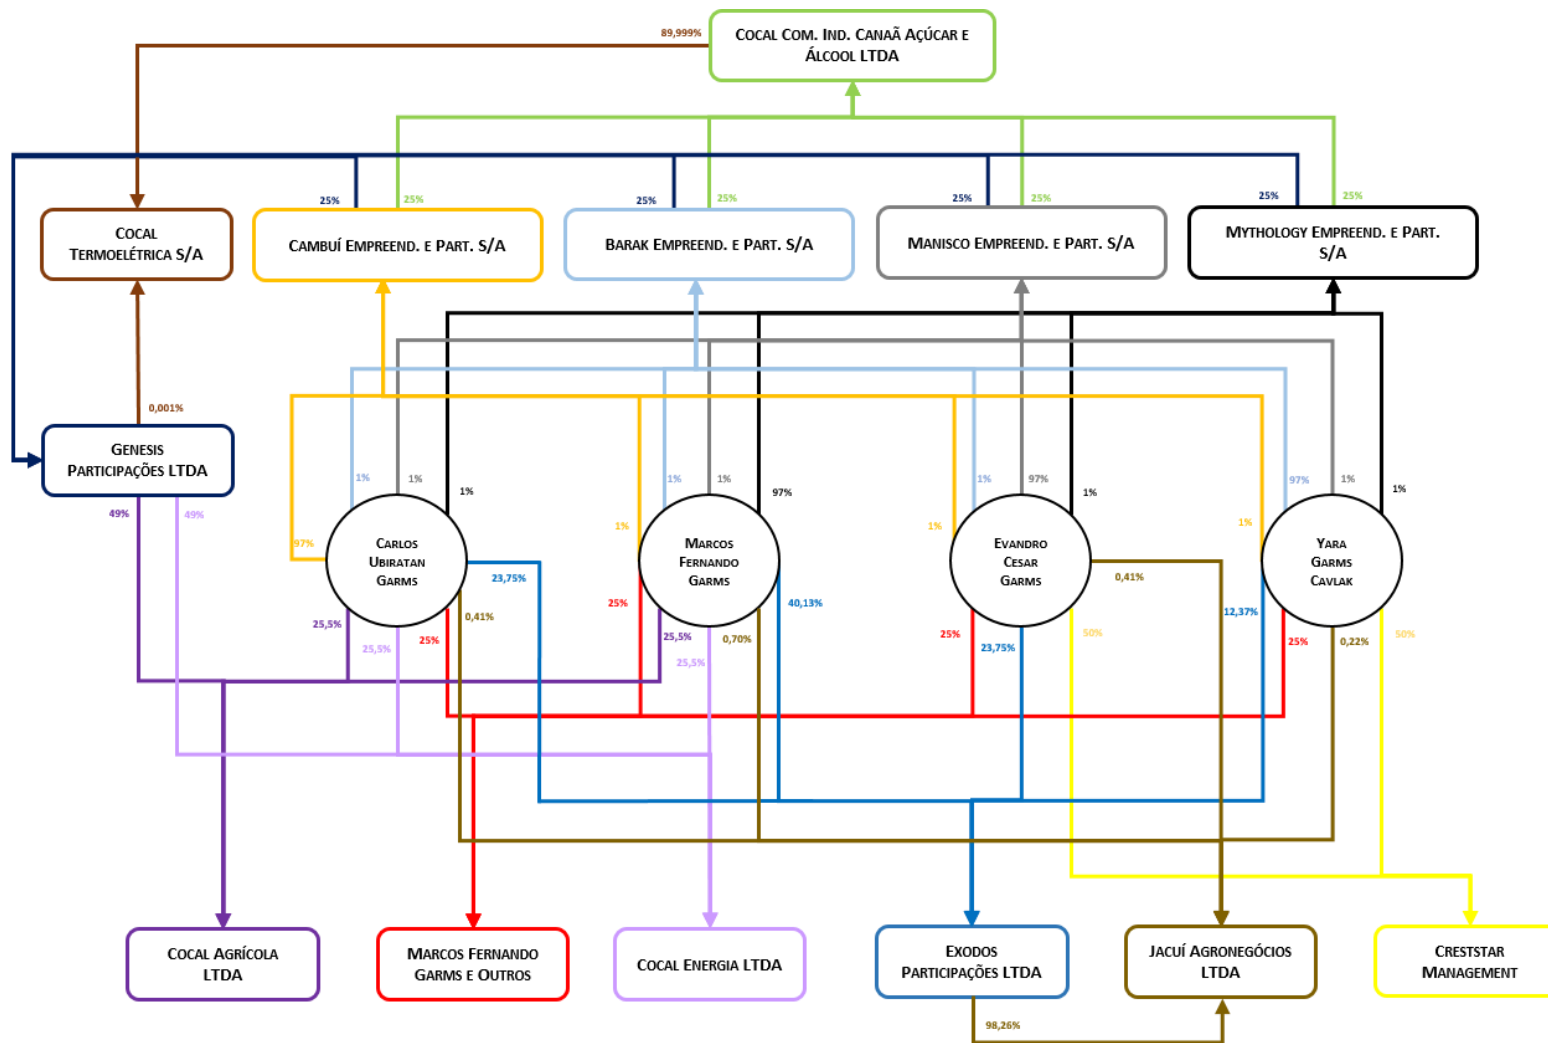 89,999%
COCAL COM. IND. CANAÃ AÇÚCAR E
ÁLCOOL LTDA
25%
25%
25%
25%
25%
25%
25%
25%
COCAL
TERMOELÉTRICA S/A
CAMBUÍ EMPREEND. E PART. S/A
BARAK EMPREEND. E PART. S/A
MANISCO EMPREEND. E PART. S/A
MYTHOLOGY EMPREEND. E PART.
S/A
0,001%
GENESIS
PARTICIPAÇÕES LTDA
1%
1%
1%
1%
1%
97%
1%
97%
1%
97%
1%
1%
49%
49%
97%
1%
1%
1%
CARLOS
UBIRATAN
GARMS
MARCOS
FERNANDO
GARMS
EVANDRO
CESAR
GARMS
YARA
GARMS
CAVLAK
23,75%
25%
40,13%
0,41%
12,37%
25,5%
0,41%
25,5%
25%
25,5%
0,70%
25,5%
25%
23,75%
50%
25%
0,22%
50%
COCAL AGRÍCOLA
LTDA
MARCOS FERNANDO
GARMS E OUTROS
COCAL ENERGIA LTDA
EXODOS
PARTICIPAÇÕES LTDA
JACUÍ AGRONEGÓCIOS
LTDA
CRESTSTAR
MANAGEMENT
98,26%